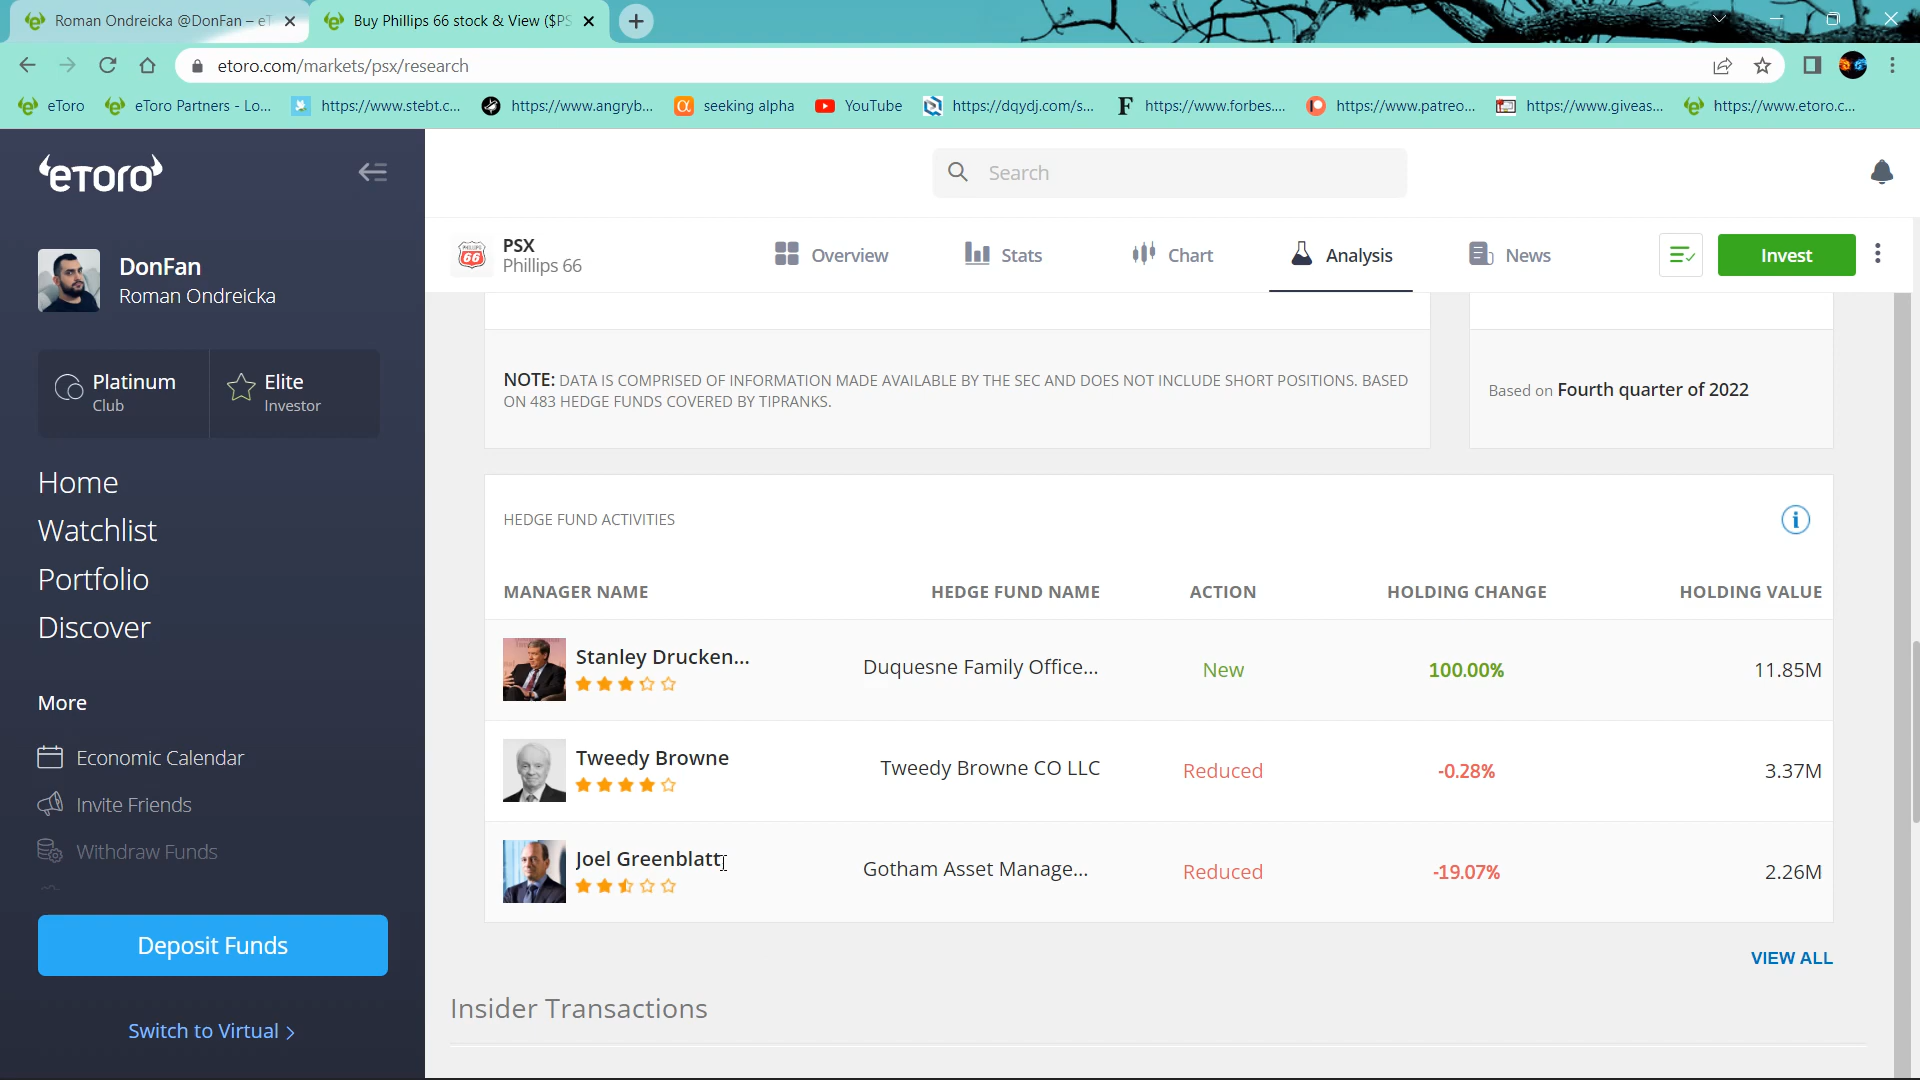 Roman Ondreicka @DonFan – eT
Buy Phillips 66 stock & View ($PS
etoro.com/markets/psx/research
eToro
eToro Partners - Lo...
https://www.stebt.c...
https://www.angryb...
seeking alpha
YouTube
https://dqydj.com/s...
https://www.forbes....
https://www.patreo...
https://www.giveas...
https://www.etoro.c...
eToro
Search
DonFan
Roman Ondreicka
Platinum
Club
Elite
Investor
Home
Watchlist
Portfolio
Discover
More
Economic Calendar
Invite Friends
Withdraw Funds
Deposit Funds
Switch to Virtual >
PHILLIPS
66
PSX
Phillips 66
Overview
Stats
Chart
Analysis
News
Invest
NOTE: DATA IS COMPRISED OF INFORMATION MADE AVAILABLE BY THE SEC AND DOES NOT INCLUDE SHORT POSITIONS. BASED
ON 483 HEDGE FUNDS COVERED BY TIPRANKS.
Based on Fourth quarter of 2022
HEDGE FUND ACTIVITIES
MANAGER NAME HEDGE FUND NAME ACTION HOLDING CHANGE HOLDING VALUE
Stanley Drucken... Duquesne Family Office... New 100.00% 11.85M
Tweedy Browne Tweedy Browne CO LLC Reduced -0.28% 3.37M
Joel Greenblatt Gotham Asset Manage... Reduced -19.07% 2.26M
VIEW ALL
Insider Transactions